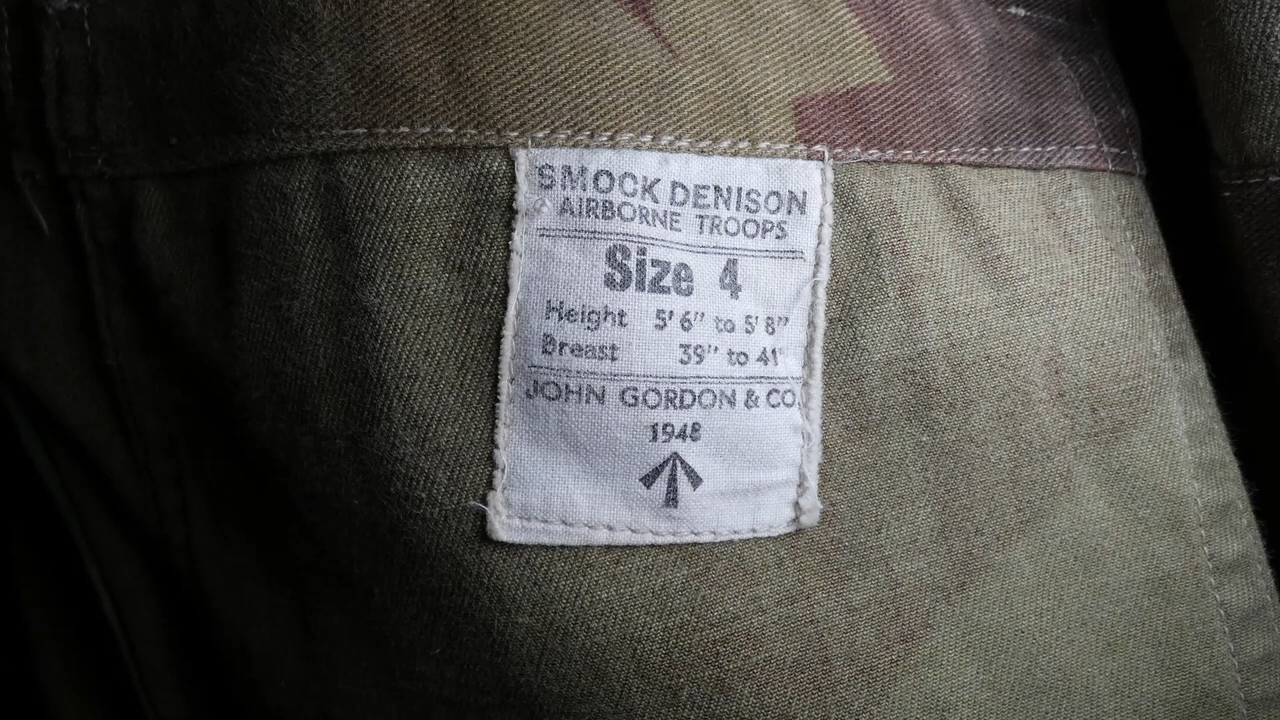 SMOCK DENISON
AIRBORNE TROOPS
Size 4
Height 5'6" to 5'8"
Breast 39" to 41"
JOHN GORDON & CO.
1948